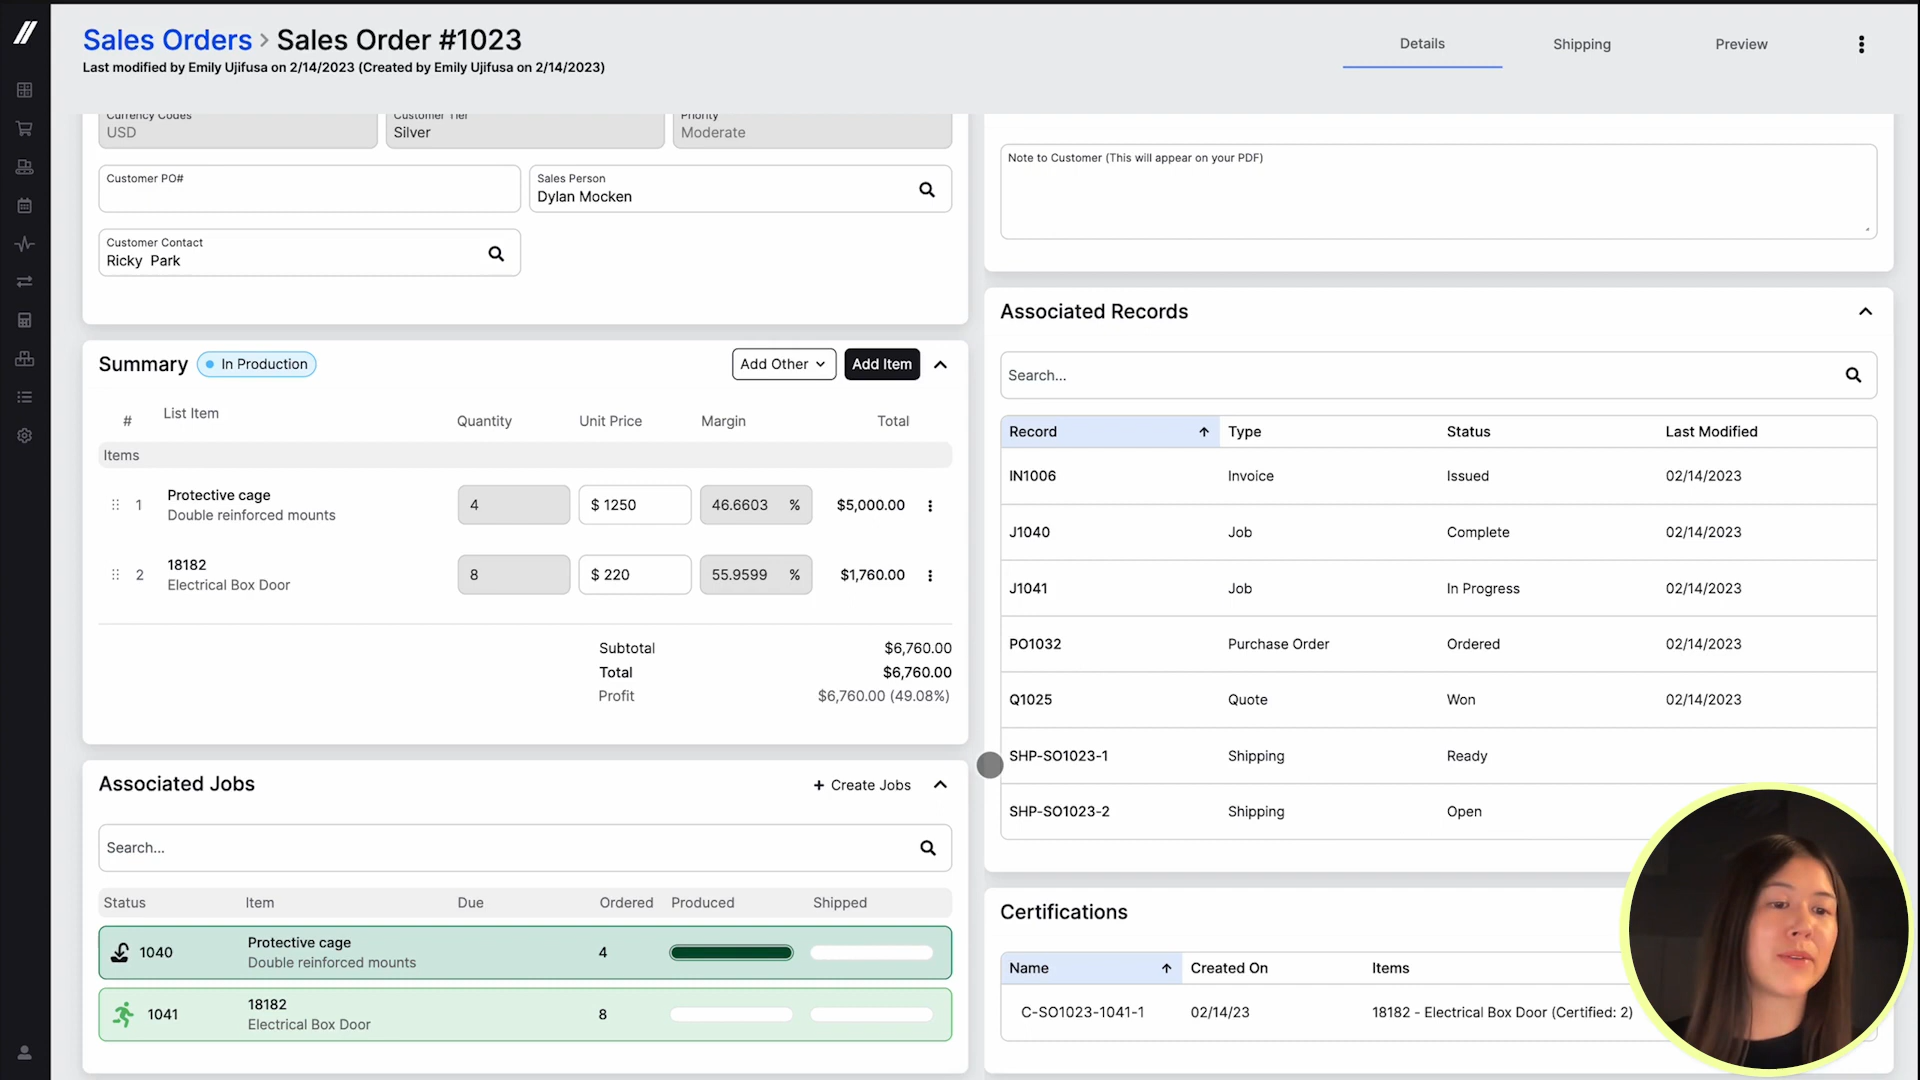 Sales Orders > Sales Order #1023
Last modified by Emily Ujifusa on 2/14/2023 (Created by Emily Ujifusa on 2/14/2023)
Details
Shipping
Preview
Currency Codes
USD
Customer Tier
Silver
Priority
Moderate
Customer PO#
Sales Person
Dylan Mocken
Customer Contact
Ricky Park
Summary
In Production
Add Other
Add Item
# List Item Quantity Unit Price Margin Total
Items
1 Protective cage 4 $ 1250 46.6603 % $5,000.00
Double reinforced mounts
2 18182 8 $ 220 55.9599 % $1,760.00
Electrical Box Door
Subtotal $6,760.00
Total $6,760.00
Profit $6,760.00 (49.08%)
Associated Jobs
+ Create Jobs
Search...
Status Item Due Ordered Produced Shipped
1040 Protective cage 4
Double reinforced mounts
1041 18182 8
Electrical Box Door
Note to Customer (This will appear on your PDF)
Associated Records
Search...
Record Type Status Last Modified
IN1006 Invoice Issued 02/14/2023
J1040 Job Complete 02/14/2023
J1041 Job In Progress 02/14/2023
PO1032 Purchase Order Ordered 02/14/2023
Q1025 Quote Won 02/14/2023
SHP-SO1023-1 Shipping Ready
SHP-SO1023-2 Shipping Open
Certifications
Name Created On Items
C-SO1023-1041-1 02/14/23 18182 - Electrical Box Door (Certified: 2)